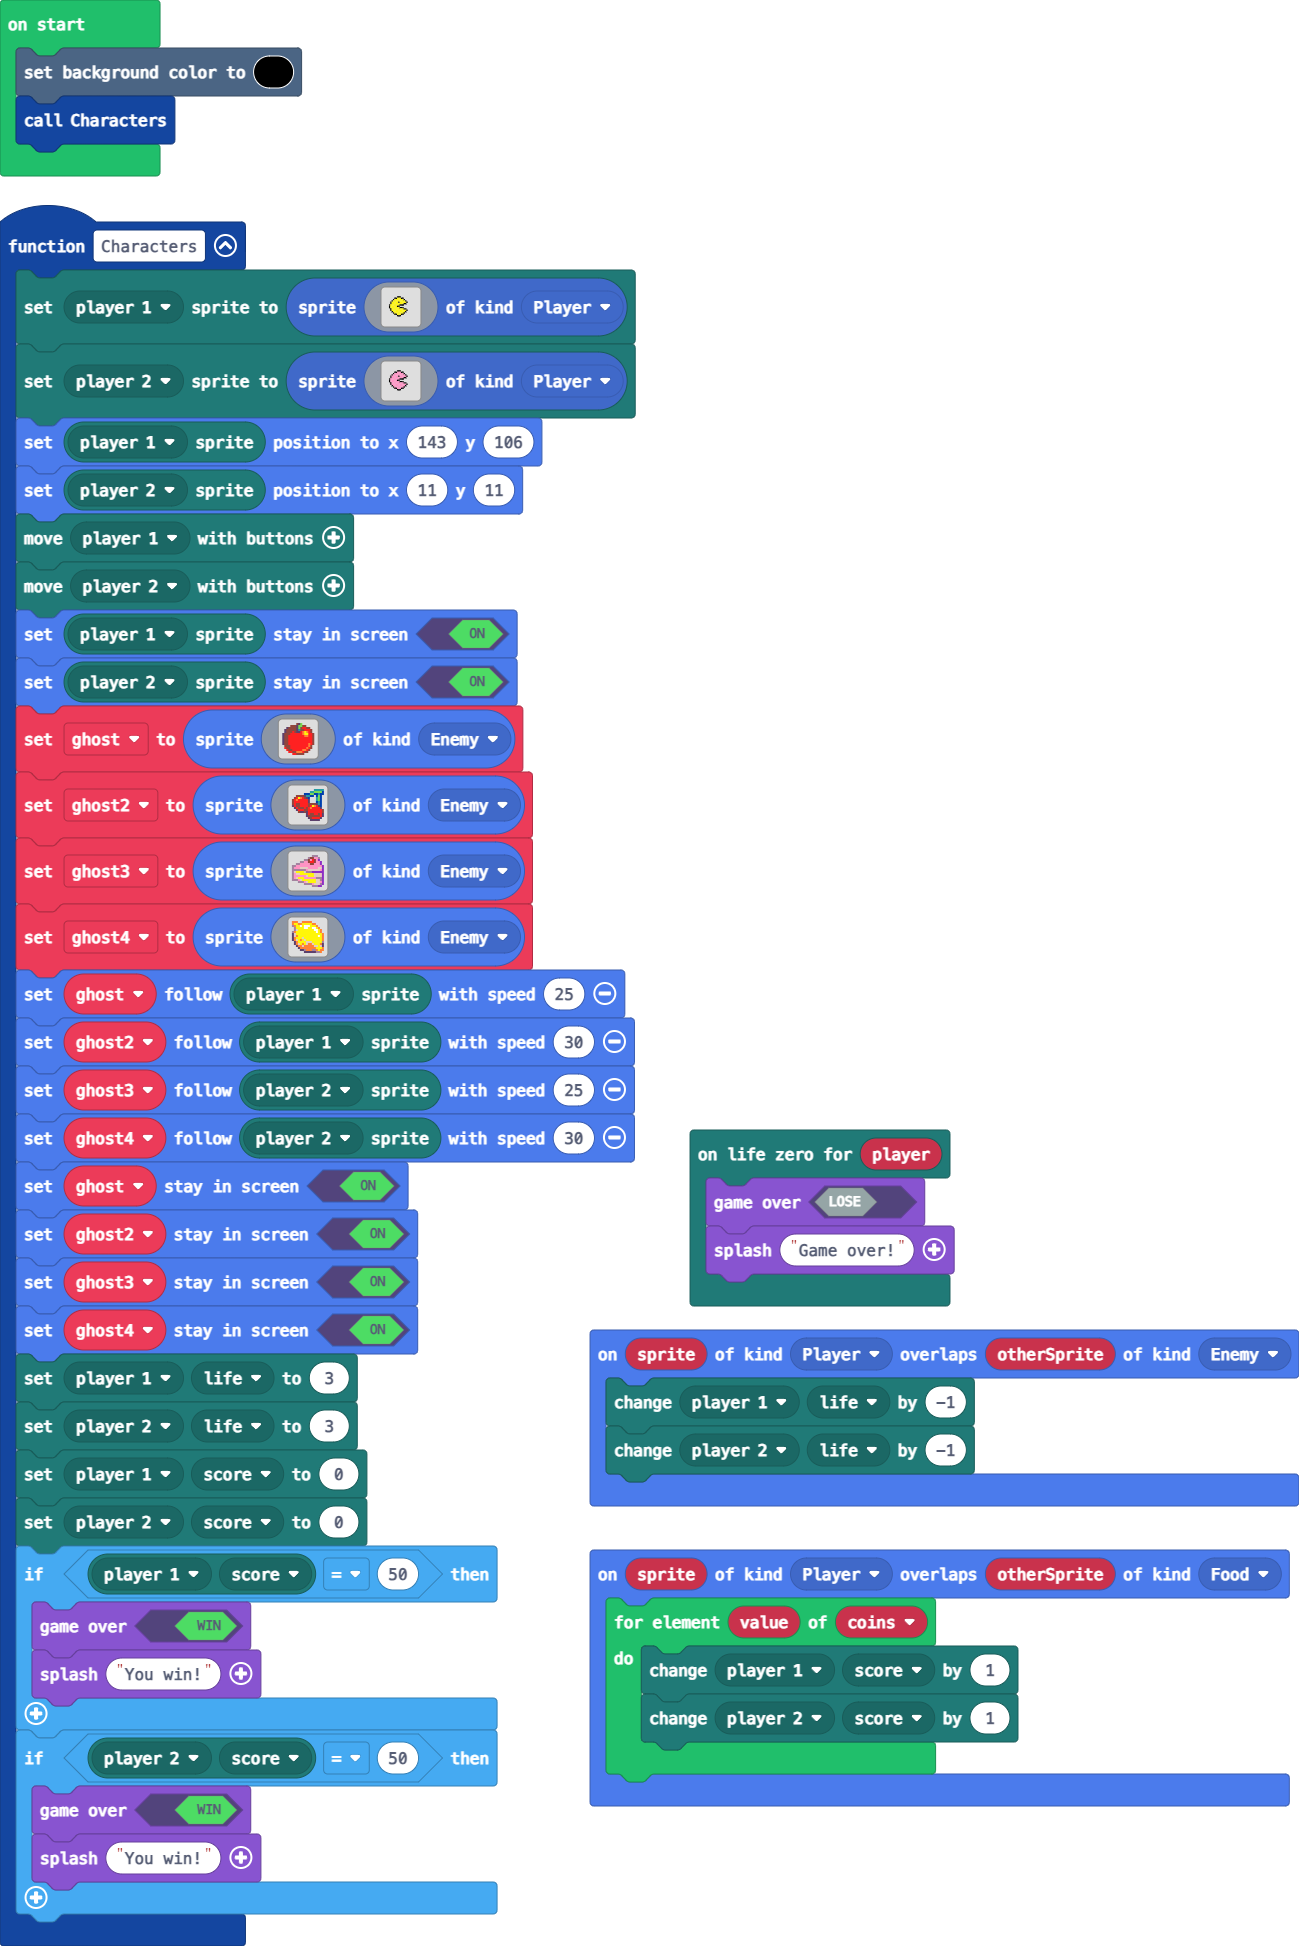 on start
set background color to
call Characters
function Characters
set player 1 sprite to sprite of kind Player
set player 2 sprite to sprite of kind Player
set player 1 sprite position to x 143 y 106
set player 2 sprite position to x 11 y 11
move player 1 with buttons
move player 2 with buttons
set player 1 sprite stay in screen ON
set player 2 sprite stay in screen ON
set ghost to sprite of kind Enemy
set ghost2 to sprite of kind Enemy
set ghost3 to sprite of kind Enemy
set ghost4 to sprite of kind Enemy
set ghost follow player 1 sprite with speed 25
set ghost2 follow player 1 sprite with speed 30
set ghost3 follow player 2 sprite with speed 25
set ghost4 follow player 2 sprite with speed 30
set ghost stay in screen ON
set ghost2 stay in screen ON
set ghost3 stay in screen ON
set ghost4 stay in screen ON
set player 1 life to 3
set player 2 life to 3
set player 1 score to 0
set player 2 score to 0
if player 1 score = 50 then
game over WIN
splash "You win!"
if player 2 score = 50 then
game over WIN
splash "You win!"
on life zero for player
game over LOSE
splash "Game over!"
on sprite of kind Player overlaps otherSprite of kind Enemy
change player 1 life by -1
change player 2 life by -1
on sprite of kind Player overlaps otherSprite of kind Food
for element value of coins
do change player 1 score by 1
change player 2 score by 1